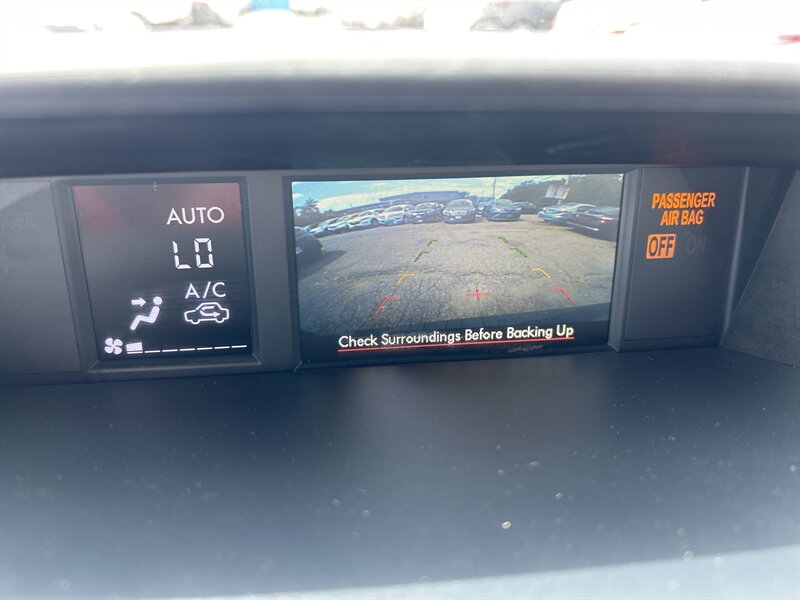 AUTO
LO
A/C
Check Surroundings Before Backing Up
PASSENGER
AIR BAG
OFF ON